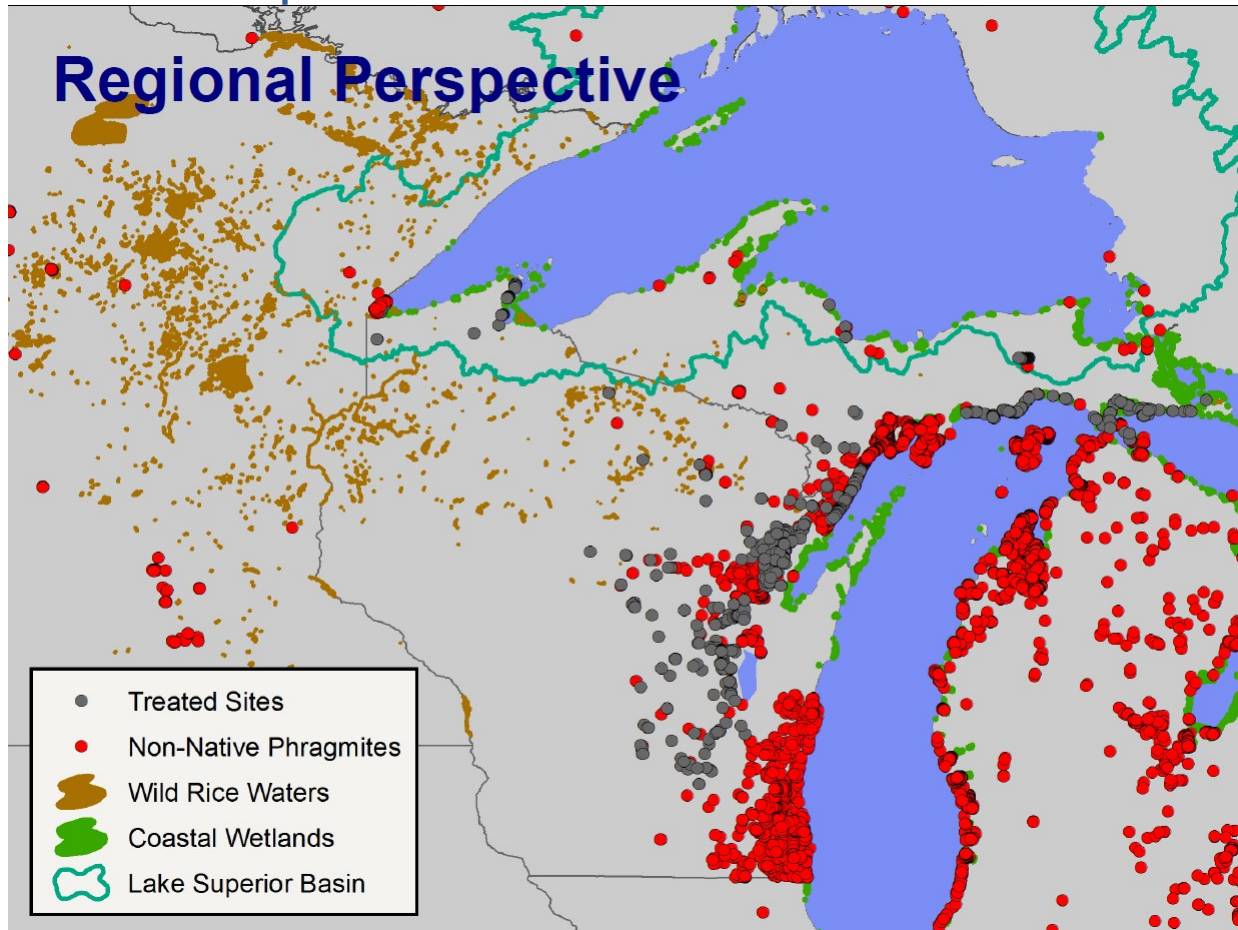 Regional Perspective
Treated Sites
Non-Native Phragmites
Wild Rice Waters
Coastal Wetlands
Lake Superior Basin